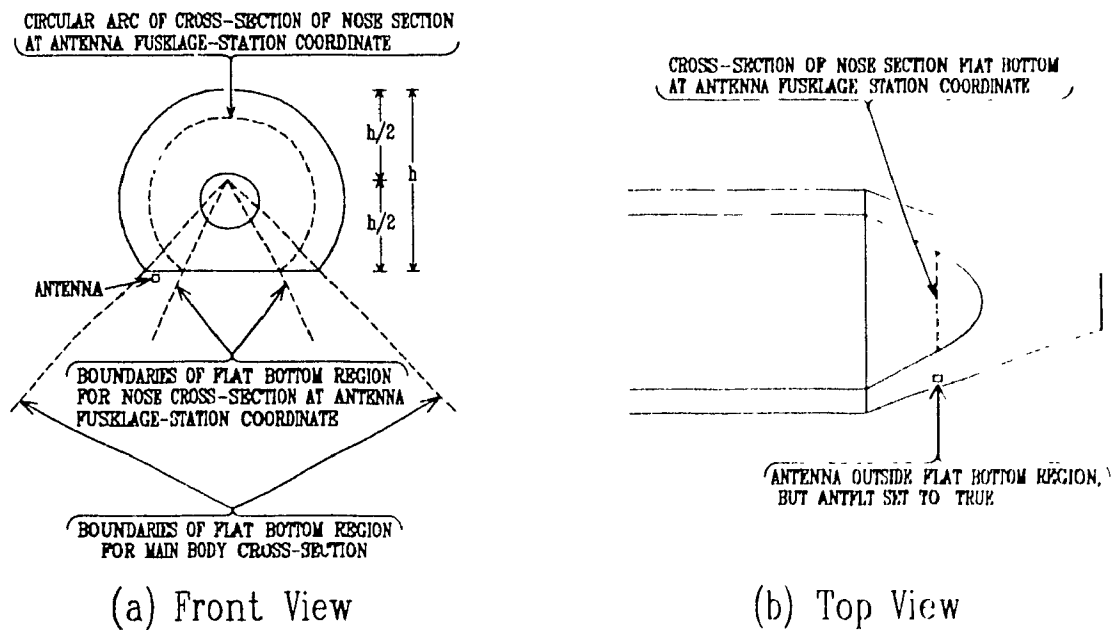 CIRCULAR ARC OF CROSS-SECTION OF NOSE SECTION
AT ANTENNA FUSELAGE-STATION COORDINATE
h/2
h
h/2
ANTENNA
BOUNDARIES OF FLAT BOTTOM REGION
FOR NOSE CROSS-SECTION AT ANTENNA
FUSELAGE-STATION COORDINATE
BOUNDARIES OF FLAT BOTTOM REGION
FOR MAIN BODY CROSS-SECTION
(a) Front View
CROSS-SECTION OF NOSE SECTION FLAT BOTTOM
AT ANTENNA FUSELAGE STATION COORDINATE
ANTENNA OUTSIDE FLAT BOTTOM REGION,
BUT ANTFLT SET TO TRUE
(b) Top View